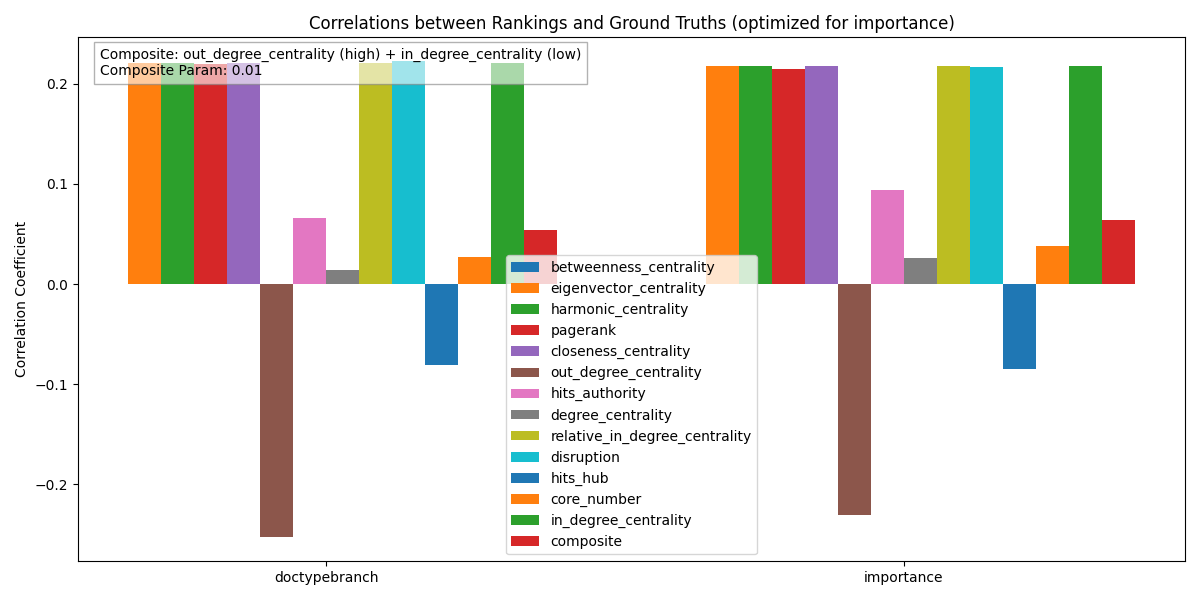 Correlations between Rankings and Ground Truths (optimized for importance)
Composite: out_degree_centrality (high) + in_degree_centrality (low)
Composite Param: 0.01
Correlation Coefficient
0.2
0.1
0.0
−0.1
−0.2
betweenness_centrality
eigenvector_centrality
harmonic_centrality
pagerank
closeness_centrality
out_degree_centrality
hits_authority
degree_centrality
relative_in_degree_centrality
disruption
hits_hub
core_number
in_degree_centrality
composite
doctypebranch
importance